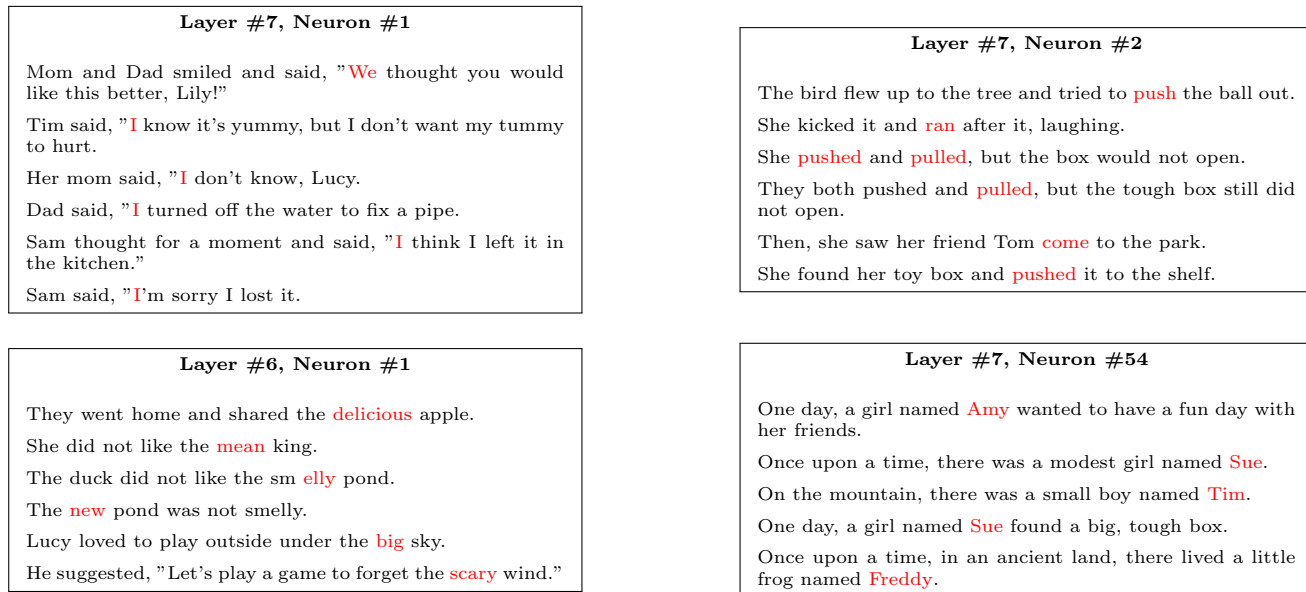 Layer #7, Neuron #1
Mom and Dad smiled and said, ”We thought you would
like this better, Lily!”
Tim said, ”I know it's yummy, but I don't want my tummy
to hurt.
Her mom said, ”I don't know, Lucy.
Dad said, ”I turned off the water to fix a pipe.
Sam thought for a moment and said, ”I think I left it in
the kitchen.”
Sam said, ”I'm sorry I lost it.
Layer #7, Neuron #2
The bird flew up to the tree and tried to push the ball out.
She kicked it and ran after it, laughing.
She pushed and pulled, but the box would not open.
They both pushed and pulled, but the tough box still did
not open.
Then, she saw her friend Tom come to the park.
She found her toy box and pushed it to the shelf.
Layer #6, Neuron #1
They went home and shared the delicious apple.
She did not like the mean king.
The duck did not like the sm elly pond.
The new pond was not smelly.
Lucy loved to play outside under the big sky.
He suggested, ”Let's play a game to forget the scary wind.”
Layer #7, Neuron #54
One day, a girl named Amy wanted to have a fun day with
her friends.
Once upon a time, there was a modest girl named Sue.
On the mountain, there was a small boy named Tim.
One day, a girl named Sue found a big, tough box.
Once upon a time, in an ancient land, there lived a little
frog named Freddy.